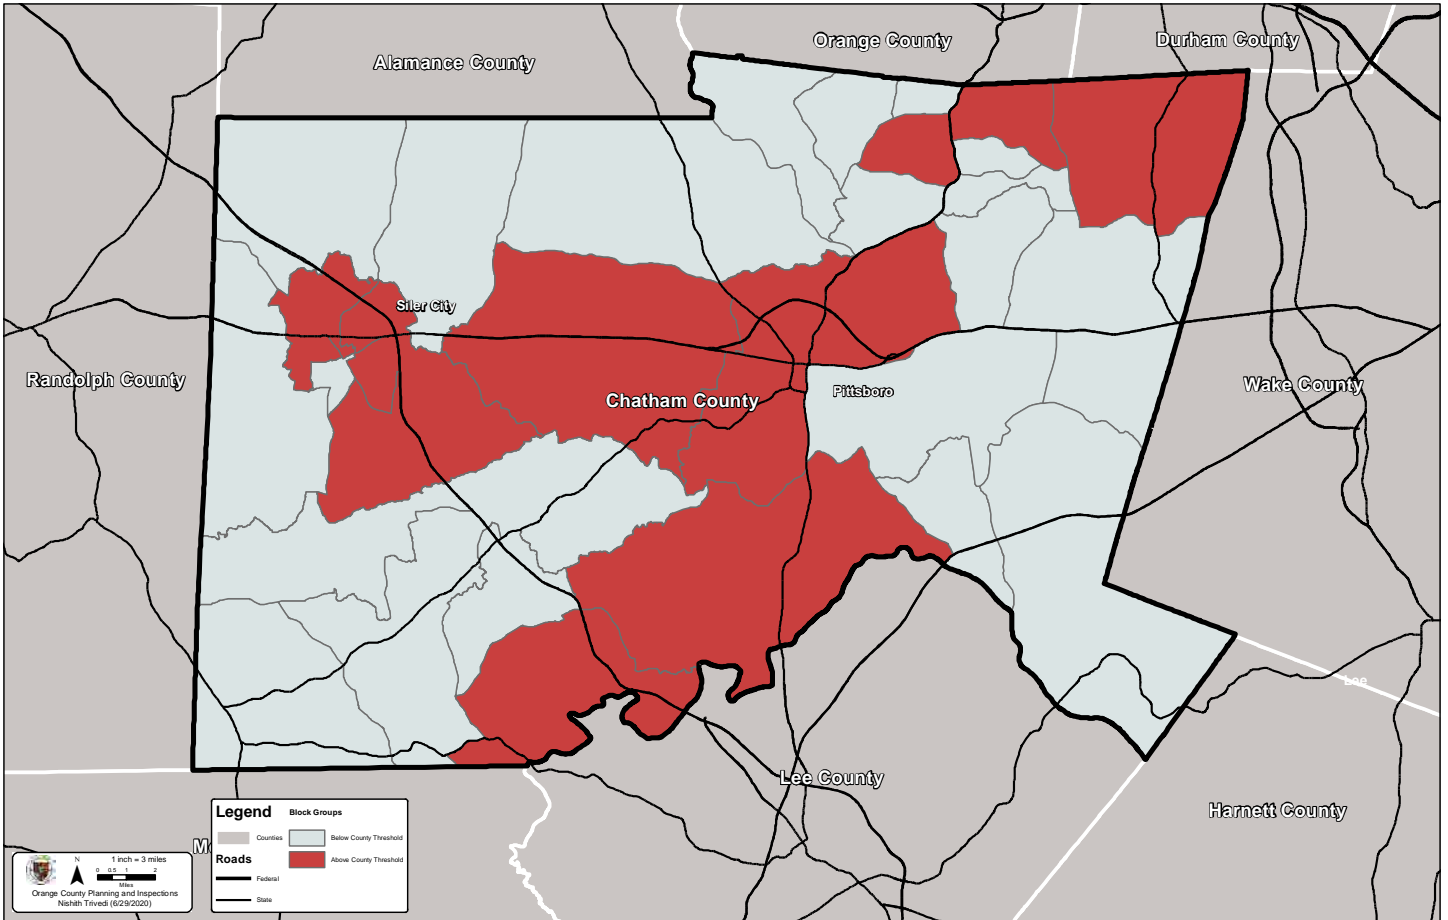 Orange County
Durham County
Alamance County
Siler City
Randolph County
Chatham County
Pittsboro
Wake County
Lee
Lee County
Harnett County
Legend
Block Groups
Counties
Below County Threshold
Roads
Above County Threshold
Federal
State
N
1 inch = 3 miles
0 0.5 1 2
Miles
Orange County Planning and Inspections
Nishith Trivedi (6/29/2020)